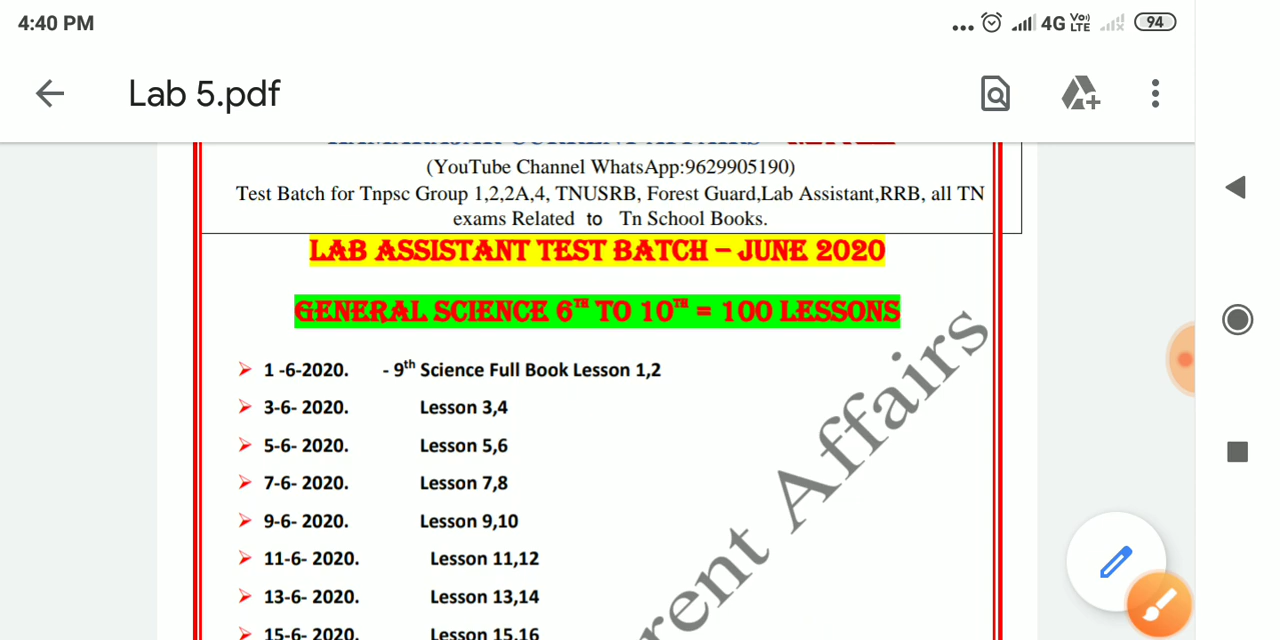 4:40 PM
4G Vo) LTE 94
Lab 5.pdf
(YouTube Channel WhatsApp:9629905190)
Test Batch for Tnpsc Group 1,2,2A,4, TNUSRB, Forest Guard,Lab Assistant,RRB, all TN
exams Related to Tn School Books.
LAB ASSISTANT TEST BATCH – JUNE 2020
GENERAL SCIENCE 6TH TO 10TH = 100 LESSONS
➢ 1 -6-2020. - 9th Science Full Book Lesson 1,2
➢ 3-6- 2020. Lesson 3,4
➢ 5-6- 2020. Lesson 5,6
➢ 7-6- 2020. Lesson 7,8
➢ 9-6- 2020. Lesson 9,10
➢ 11-6- 2020. Lesson 11,12
➢ 13-6- 2020. Lesson 13,14
➢ 15-6- 2020. Lesson 15,16
rent Affairs